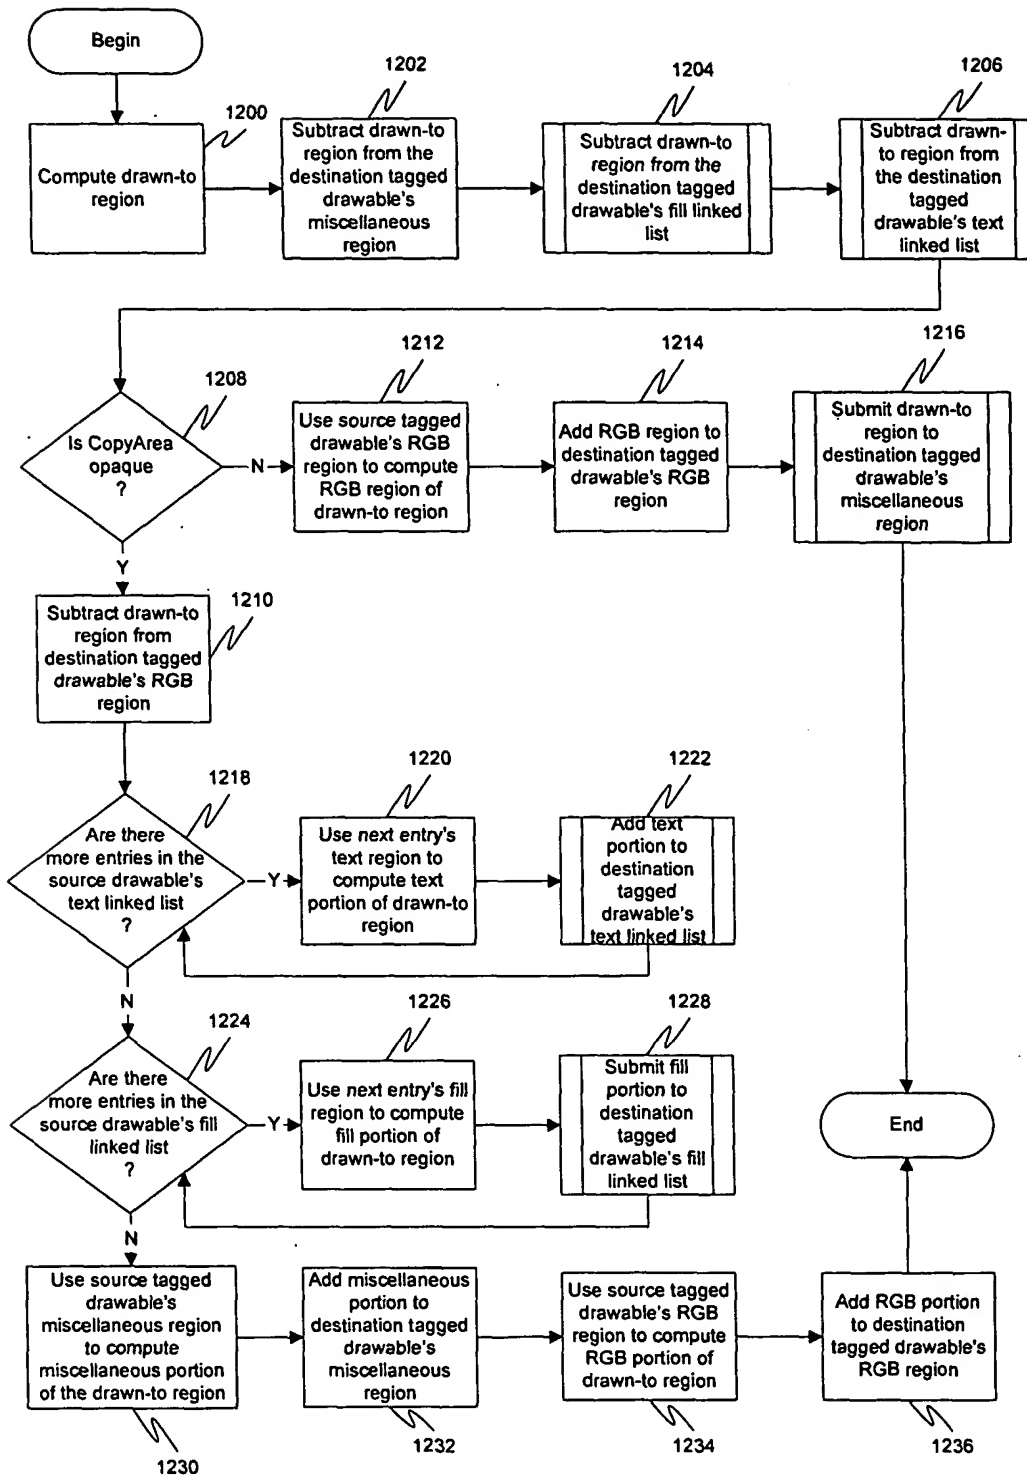 Begin
1200
Compute drawn-to
region
1202
Subtract drawn-to
region from the
destination tagged
drawable's
miscellaneous
region
1204
Subtract drawn-to
region from the
destination tagged
drawable's fill linked
list
1206
Subtract drawn-
to region from
the destination
tagged
drawable's text
linked list
1208
Is CopyArea
opaque
?
N
Y
1212
Use source tagged
drawable's RGB
region to compute
RGB region of
drawn-to region
1214
Add RGB region to
destination tagged
drawable's RGB
region
1216
Submit drawn-to
region to
destination tagged
drawable's
miscellaneous
region
1210
Subtract drawn-to
region from
destination tagged
drawable's RGB
region
1218
Are there
more entries in the
source drawable's
text linked list
?
Y
N
1220
Use next entry's
text region to
compute text
portion of drawn-to
region
1222
Add text
portion to
destination
tagged
drawable's
text linked list
1224
Are there
more entries in the
source drawable's fill
linked list
?
Y
N
1226
Use next entry's fill
region to compute
fill portion of
drawn-to region
1228
Submit fill
portion to
destination
tagged
drawable's fill
linked list
End
Use source tagged
drawable's
miscellaneous region
to compute
miscellaneous portion
of the drawn-to region
1230
Add miscellaneous
portion to
destination tagged
drawable's
miscellaneous
region
1232
Use source tagged
drawable's RGB
region to compute
RGB portion of
drawn-to region
1234
Add RGB portion
to destination
tagged drawable's
RGB region
1236